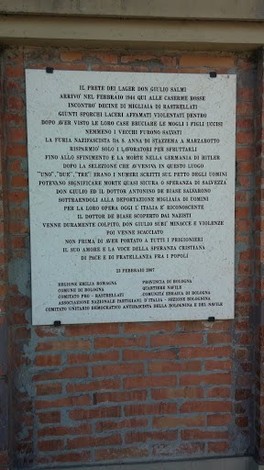 IL PRETE DEI LAGER DON GIULIO SALMI
ARRIVO' NEL FEBBRAIO 1944 QUI ALLE CASERME ROSSE
INCONTRO' DECINE DI MIGLIAIA DI RASTRELLATI
GIUNTI SPORCHI LACERI AFFAMATI VIOLENTATI DENTRO
DOPO AVER VISTO LE LORO CASE BRUCIARE LE MOGLI I FIGLI UCCISI
NEMMENO I VECCHI FURONO SALVATI
LA FURIA NAZIFASCISTA DA S. ANNA DI STAZZEMA A MARZABOTTO
RISPARMIO' SOLO I LAVORATORI PER SFRUTTARLI
FINO ALLO SFINIMENTO E LA MORTE NELLA GERMANIA DI HITLER
DOPO LA SELEZIONE CHE AVVENIVA IN QUESTO LUOGO
"UNO", "DUE", "TRE" ERANO I NUMERI SCRITTI SUL PETTO DEGLI UOMINI
POTEVANO SIGNIFICARE MORTE QUASI SICURA O SPERANZA DI SALVEZZA
DON GIULIO ED IL DOTTOR ANTONINO DE BIASE SALVARONO
SOTTRAENDOLI ALLA DEPORTAZIONE MIGLIAIA DI UOMINI
PER LA LORO OPERA OGGI L'ITALIA E' RICONOSCENTE
IL DOTTOR DE BIASE SCOPERTO DAI NAZISTI
VENNE DURAMENTE COLPITO, DON GIULIO SUBI' MINACCE E VIOLENZE
POI VENNE SCACCIATO
NON PRIMA DI AVER PORTATO A TUTTI I PRIGIONIERI
IL SUO AMORE E LA VOCE DELLA SPERANZA CRISTIANA
DI PACE E DI FRATELLANZA FRA I POPOLI
25 FEBBRAIO 2007
REGIONE EMILIA ROMAGNA PROVINCIA DI BOLOGNA
COMUNE DI BOLOGNA QUARTIERE NAVILE
COMITATO PRO - RASTRELLATI COMUNITA EBRAICA DI BOLOGNA
ASSOCIAZIONE NAZIONALE PARTIGIANI D'ITALIA - SEZIONE BOLOGNINA
COMITATO UNITARIO DEMOCRATICO ANTIFASCISTA DELLA BOLOGNINA E DEL NAVILE